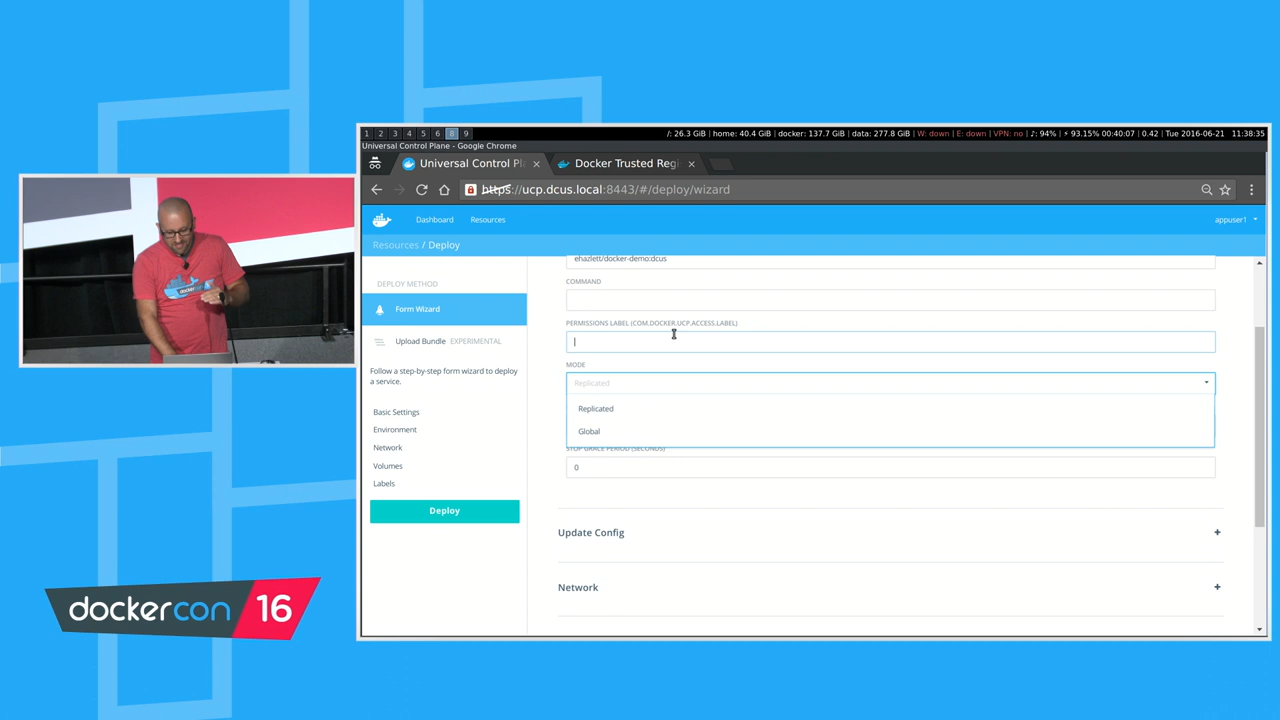 1 2 3 4 5 6 8 9
/: 26.3 GiB | home: 40.4 GiB | docker: 137.7 GiB | data: 277.8 GiB | W: down | E: down | VPN: no | ♪: 94% | ⚡ 93.15% 00:40:07 | 0.42 | Tue 2016-06-21 | 11:38:35
Universal Control Plane - Google Chrome
Universal Control Pl
Docker Trusted Regi
https://ucp.dcus.local:8443/#/deploy/wizard
Dashboard
Resources
appuser1
Resources / Deploy
DEPLOY METHOD
Form Wizard
Upload Bundle EXPERIMENTAL
Follow a step-by-step form wizard to deploy
a service.
Basic Settings
Environment
Network
Volumes
Labels
Deploy
ehazlett/docker-demo:dcus
COMMAND
PERMISSIONS LABEL (COM.DOCKER.UCP.ACCESS.LABEL)
MODE
Replicated
Replicated
Global
STOP GRACE PERIOD (SECONDS)
0
Update Config +
Network +
dockercon 16